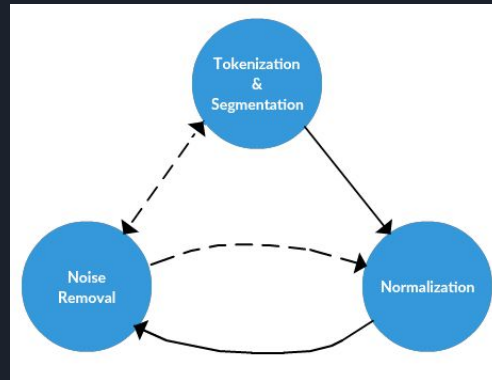 Tokenization
&
Segmentation
Noise
Removal
Normalization